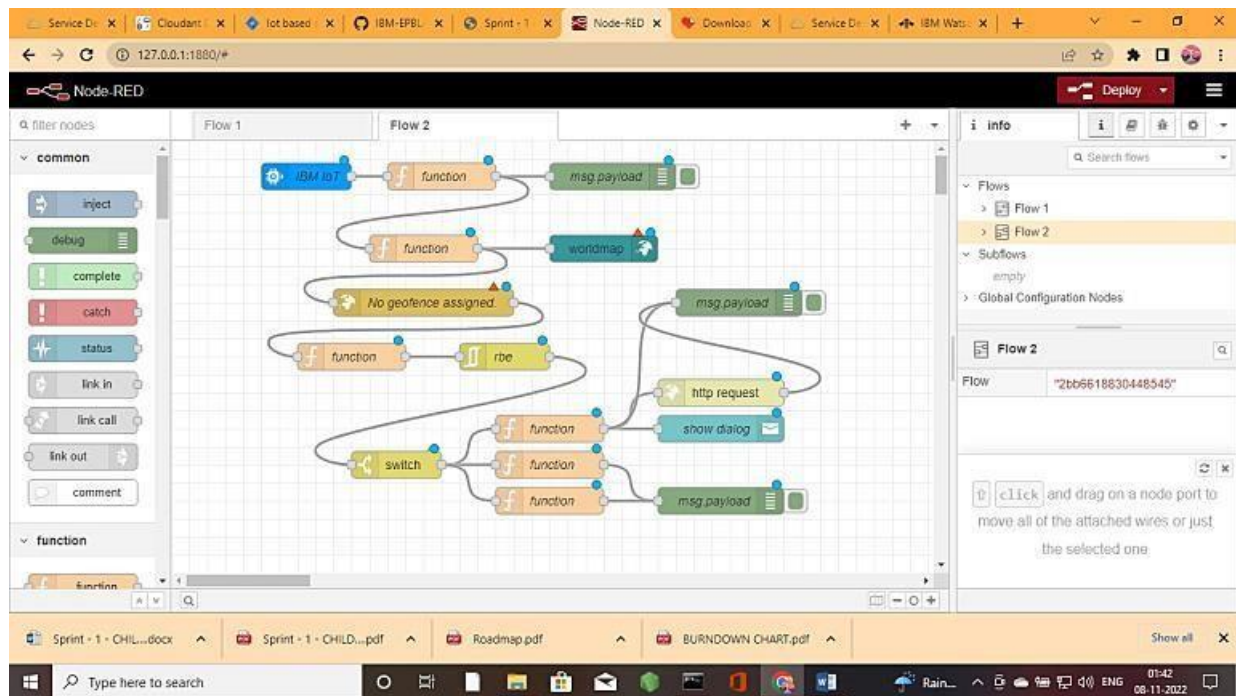 Service De
Cloudant
Iot based
IBM-EPBL
Sprint - 1
Node-RED
Download
Service De
IBM Wats
127.0.0.1:1880/#
Node-RED
Deploy
filter nodes
Flow 1
Flow 2
i info
i
common
inject
debug
complete
catch
status
link in
link call
link out
comment
function
function
IBM IoT
function
msg.payload
function
worldmap
No geofence assigned.
msg.payload
function
rbe
http request
function
show dialog
switch
function
function
msg.payload
Search flows
Flows
Flow 1
Flow 2
Subflows
empty
Global Configuration Nodes
Flow 2
Flow
"2bb6618830448545"
click and drag on a node port to
move all of the attached wires or just
the selected one
Sprint - 1 - CHIL....docx
Sprint - 1 - CHILD....pdf
Roadmap.pdf
BURNDOWN CHART.pdf
Show all
Type here to search
Rain...
ENG
01:42
08-11-2022